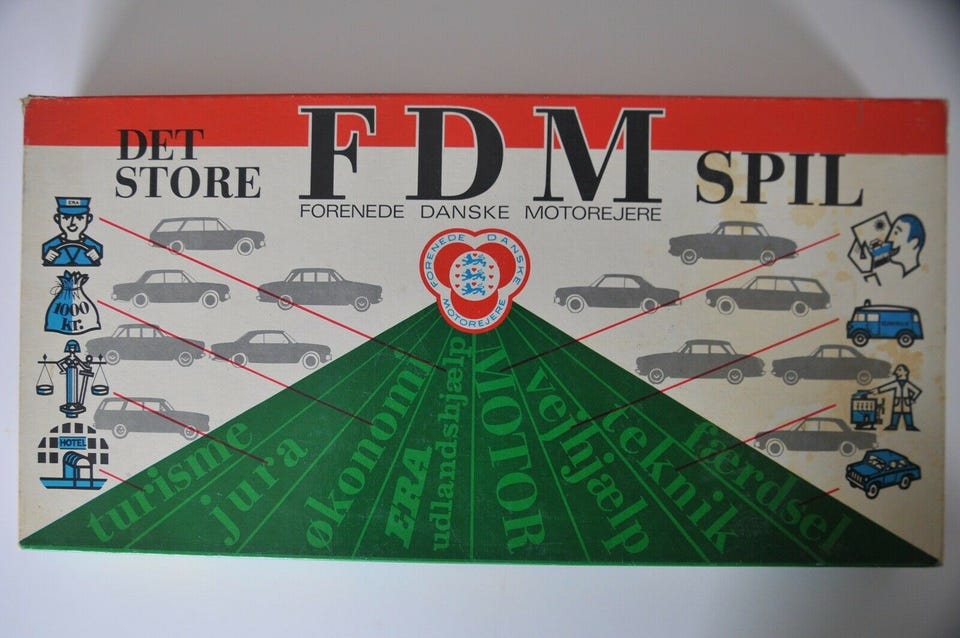 DET
STORE
FDM
SPIL
FORENEDE DANSKE MOTOREJERE
FORENEDE DANSKE
MOTOREJERE
ERA
1000
kr.
HOTEL
turisme
jura
økonomi
ERA
udlandshjælp
MOTOR
vejhjælp
teknik
færdsel